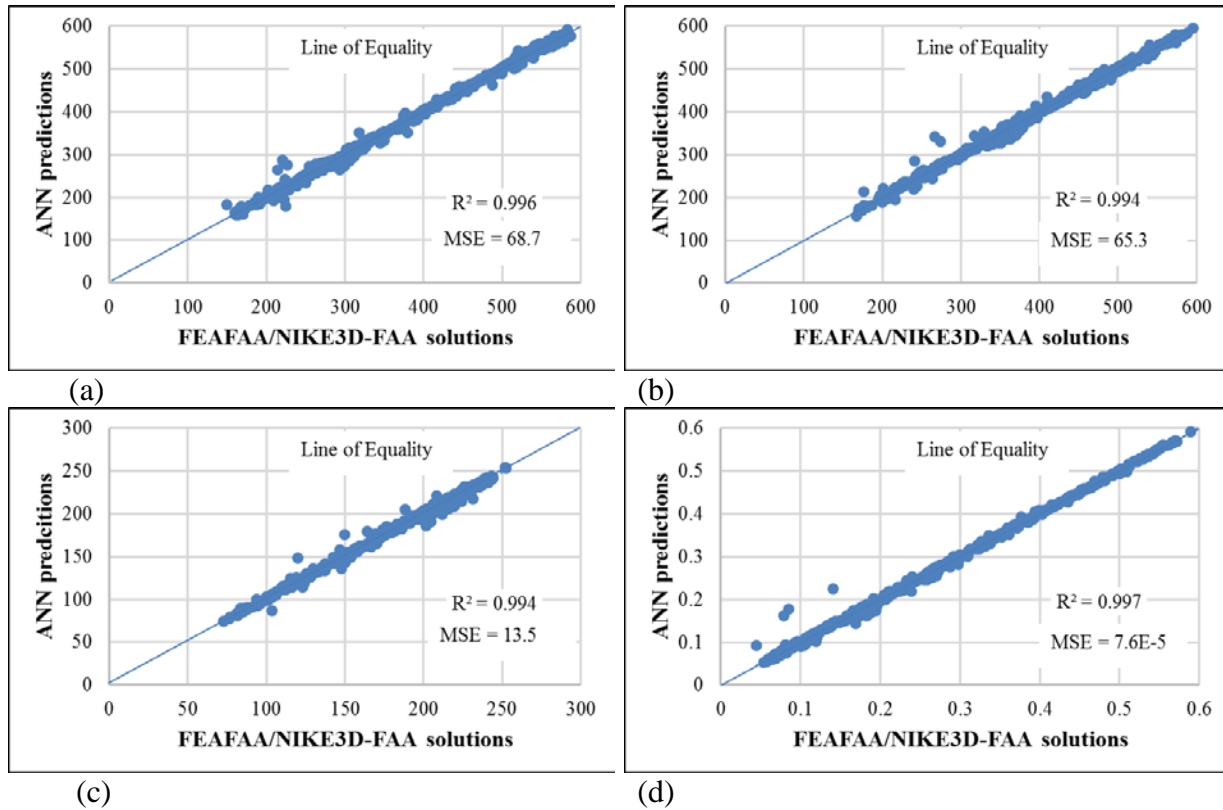 600
500
400
300
200
100
0
ANN predictions
Line of Equality
R² = 0.996
MSE = 68.7
0 100 200 300 400 500 600
FEAFAA/NIKE3D-FAA solutions
(a)
600
500
400
300
200
100
0
ANN predictions
Line of Equality
R² = 0.994
MSE = 65.3
0 100 200 300 400 500 600
FEAFAA/NIKE3D-FAA solutions
(b)
300
250
200
150
100
50
0
ANN predcitions
Line of Equality
R² = 0.994
MSE = 13.5
0 50 100 150 200 250 300
FEAFAA/NIKE3D-FAA solutions
(c)
0.6
0.5
0.4
0.3
0.2
0.1
0
ANN predictions
Line of Equality
R² = 0.997
MSE = 7.6E-5
0 0.1 0.2 0.3 0.4 0.5 0.6
FEAFAA/NIKE3D-FAA solutions
(d)